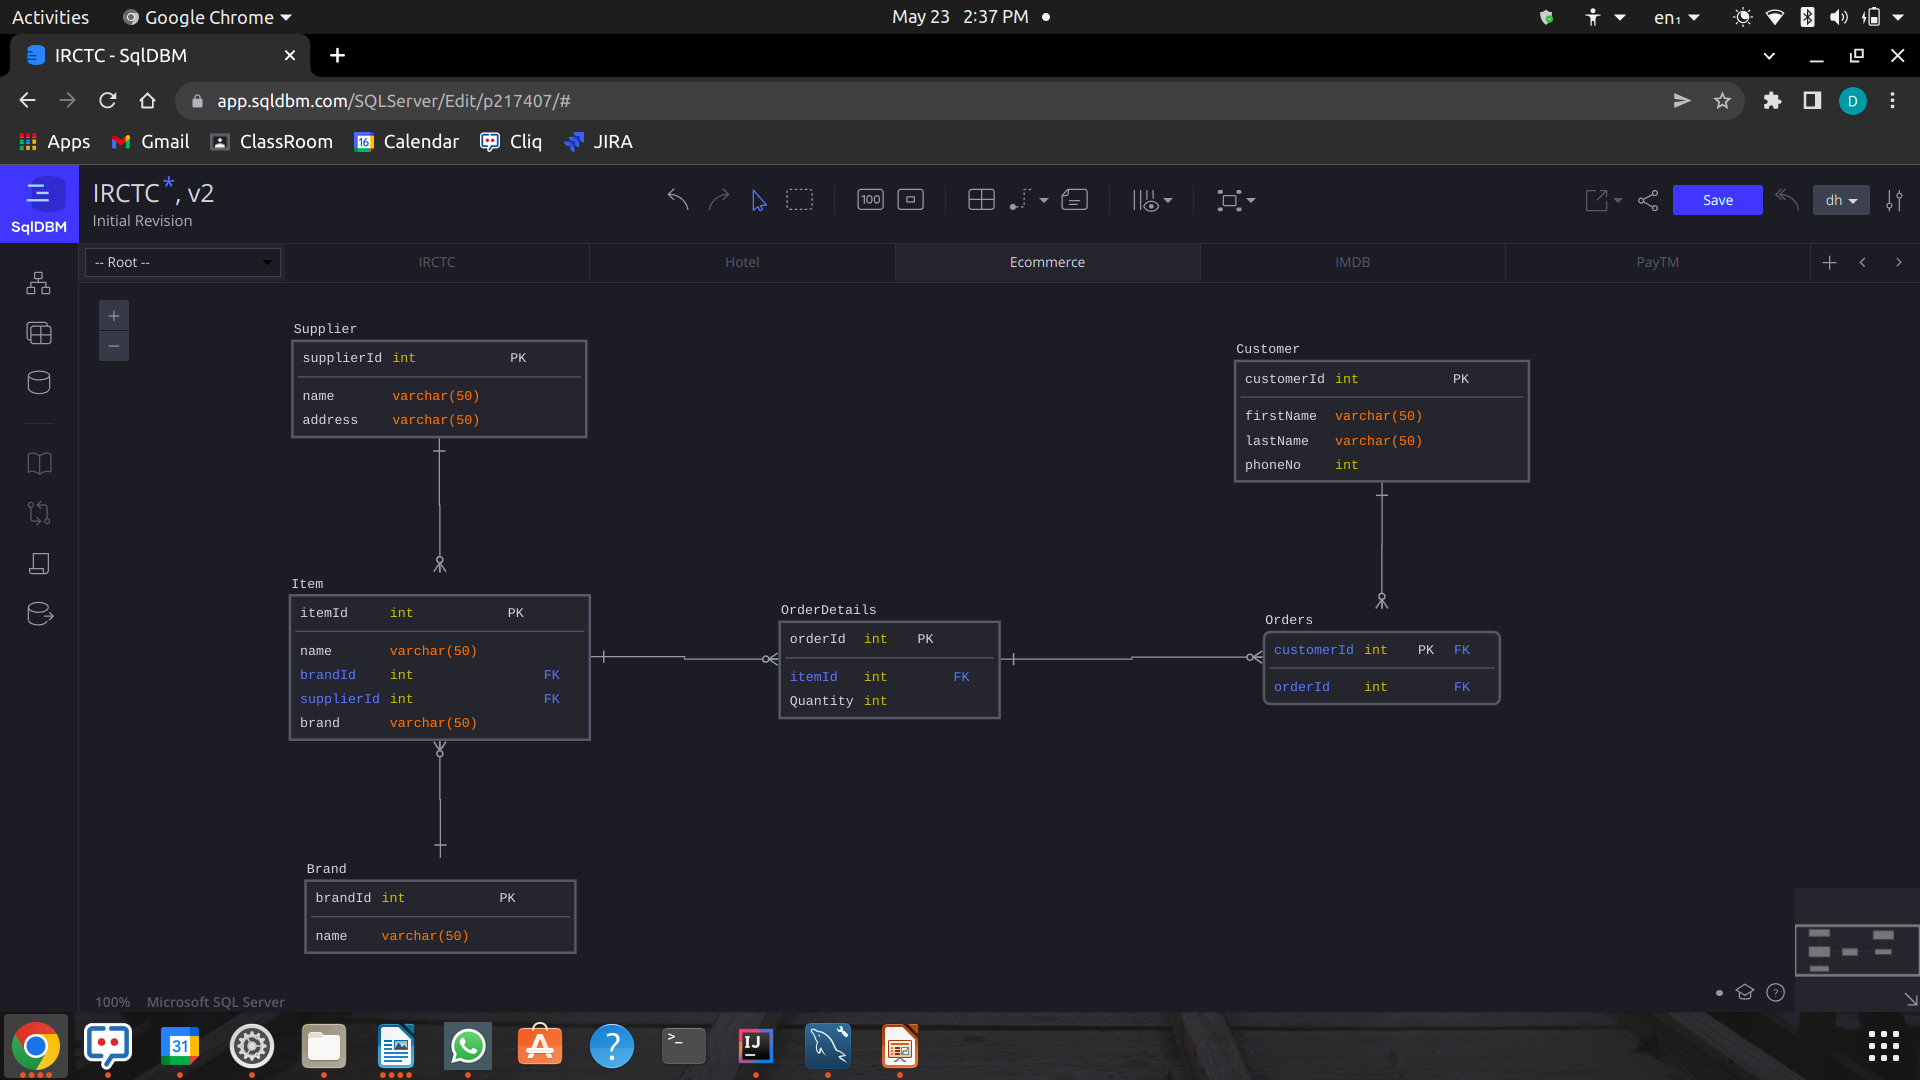 Activities Google Chrome May 23 2:37 PM en₁
IRCTC - SqlDBM
app.sqldbm.com/SQLServer/Edit/p217407/# D
Apps Gmail ClassRoom 16 Calendar Cliq JIRA
SqlDBM
IRCTC*, v2
Initial Revision
100 Save dh
-- Root -- IRCTC Hotel Ecommerce IMDB PayTM
Supplier
supplierId int PK
name varchar(50)
address varchar(50)
Customer
customerId int PK
firstName varchar(50)
lastName varchar(50)
phoneNo int
Item
itemId int PK
name varchar(50)
brandId int FK
supplierId int FK
brand varchar(50)
OrderDetails
orderId int PK
itemId int FK
Quantity int
Orders
customerId int PK FK
orderId int FK
Brand
brandId int PK
name varchar(50)
100% Microsoft SQL Server ?
31 A ? >_ IJ